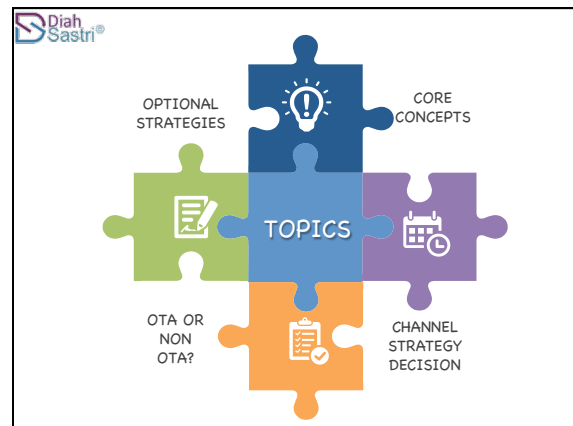 Diah
Sastri®
OPTIONAL
STRATEGIES
CORE
CONCEPTS
TOPICS
OTA OR
NON
OTA?
CHANNEL
STRATEGY
DECISION